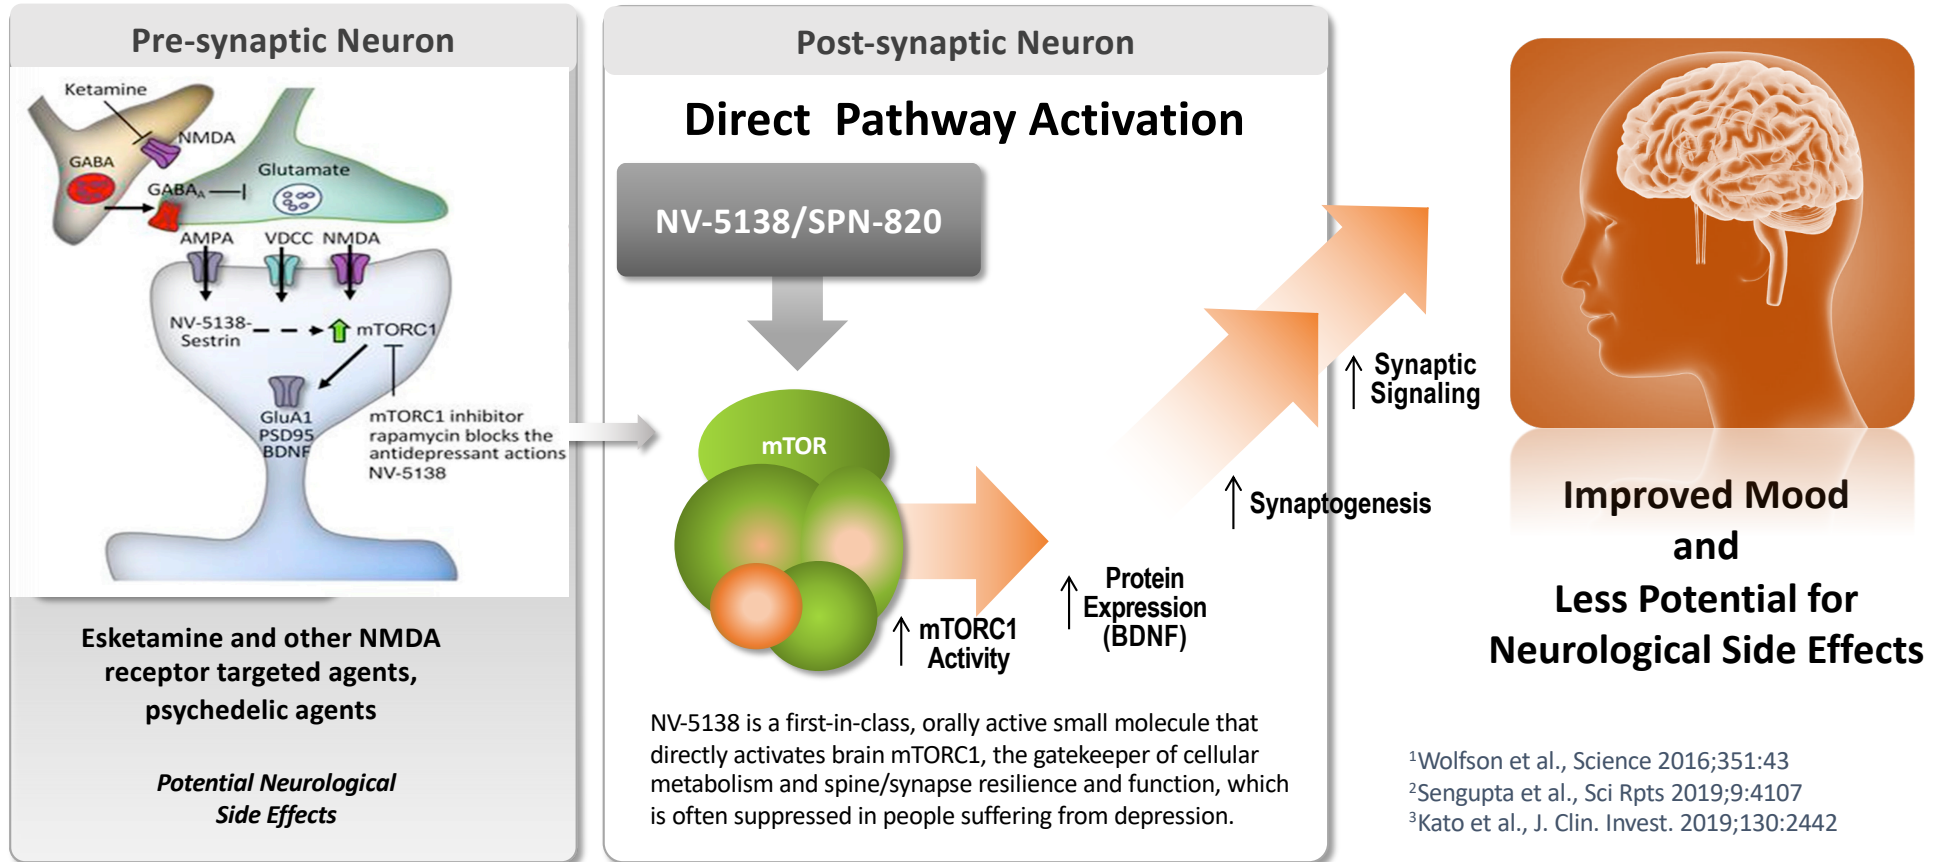 Pre-synaptic Neuron
Ketamine
NMDA
GABA
Glutamate
GABAA
AMPA VDCC NMDA
NV-5138-
Sestrin
mTORC1
GluA1
PSD95
BDNF
mTORC1 inhibitor
rapamycin blocks the
antidepressant actions
NV-5138
Esketamine and other NMDA
receptor targeted agents,
psychedelic agents
Potential Neurological
Side Effects
Post-synaptic Neuron
Direct Pathway Activation
NV-5138/SPN-820
mTOR
mTORC1
Activity
Protein
Expression
(BDNF)
Synaptogenesis
Synaptic
Signaling
NV-5138 is a first-in-class, orally active small molecule that
directly activates brain mTORC1, the gatekeeper of cellular
metabolism and spine/synapse resilience and function, which
is often suppressed in people suffering from depression.
Improved Mood
and
Less Potential for
Neurological Side Effects
1Wolfson et al., Science 2016;351:43
2Sengupta et al., Sci Rpts 2019;9:4107
3Kato et al., J. Clin. Invest. 2019;130:2442